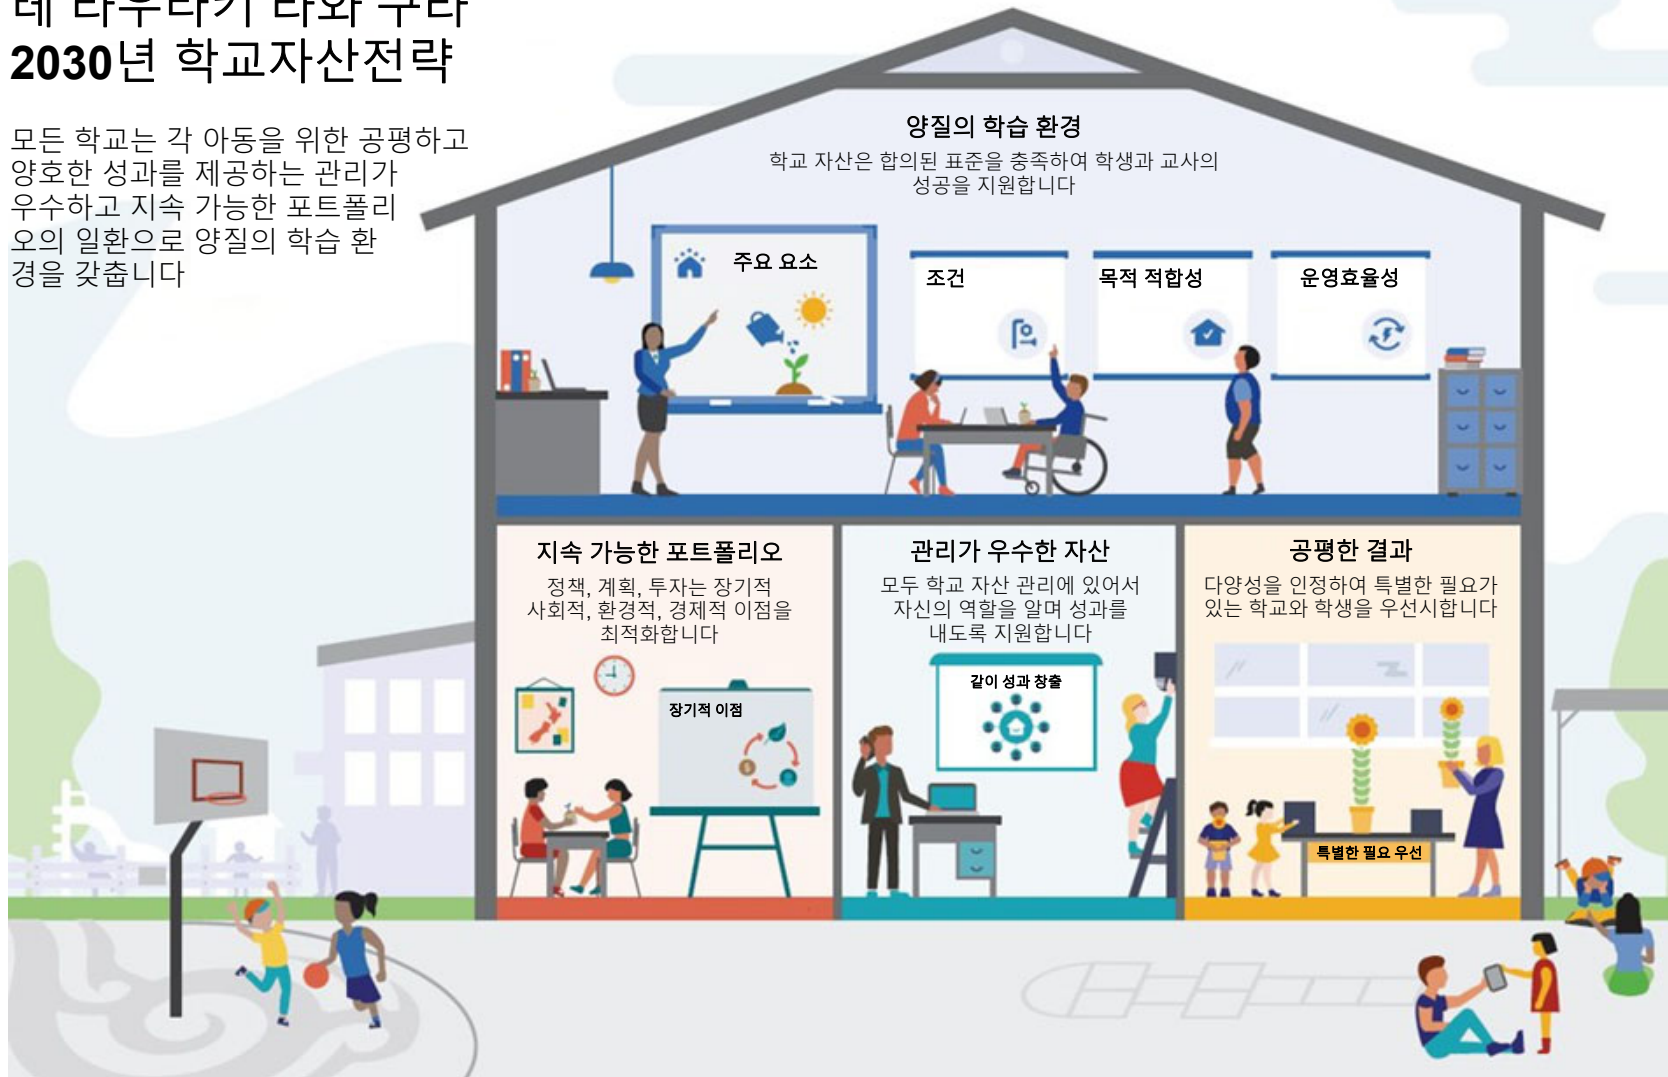 테 라우타키 타와 쿠라
2030년 학교자산전략
모든 학교는 각 아동을 위한 공평하고
양호한 성과를 제공하는 관리가
우수하고 지속 가능한 포트폴리
오의 일환으로 양질의 학습 환
경을 갖춥니다
양질의 학습 환경
학교 자산은 합의된 표준을 충족하여 학생과 교사의
성공을 지원합니다
주요 요소
조건
목적 적합성
운영효율성
지속 가능한 포트폴리오
정책, 계획, 투자는 장기적
사회적, 환경적, 경제적 이점을
최적화합니다
장기적 이점
관리가 우수한 자산
모두 학교 자산 관리에 있어서
자신의 역할을 알며 성과를
내도록 지원합니다
같이 성과 창출
공평한 결과
다양성을 인정하여 특별한 필요가
있는 학교와 학생을 우선시합니다
특별한 필요 우선